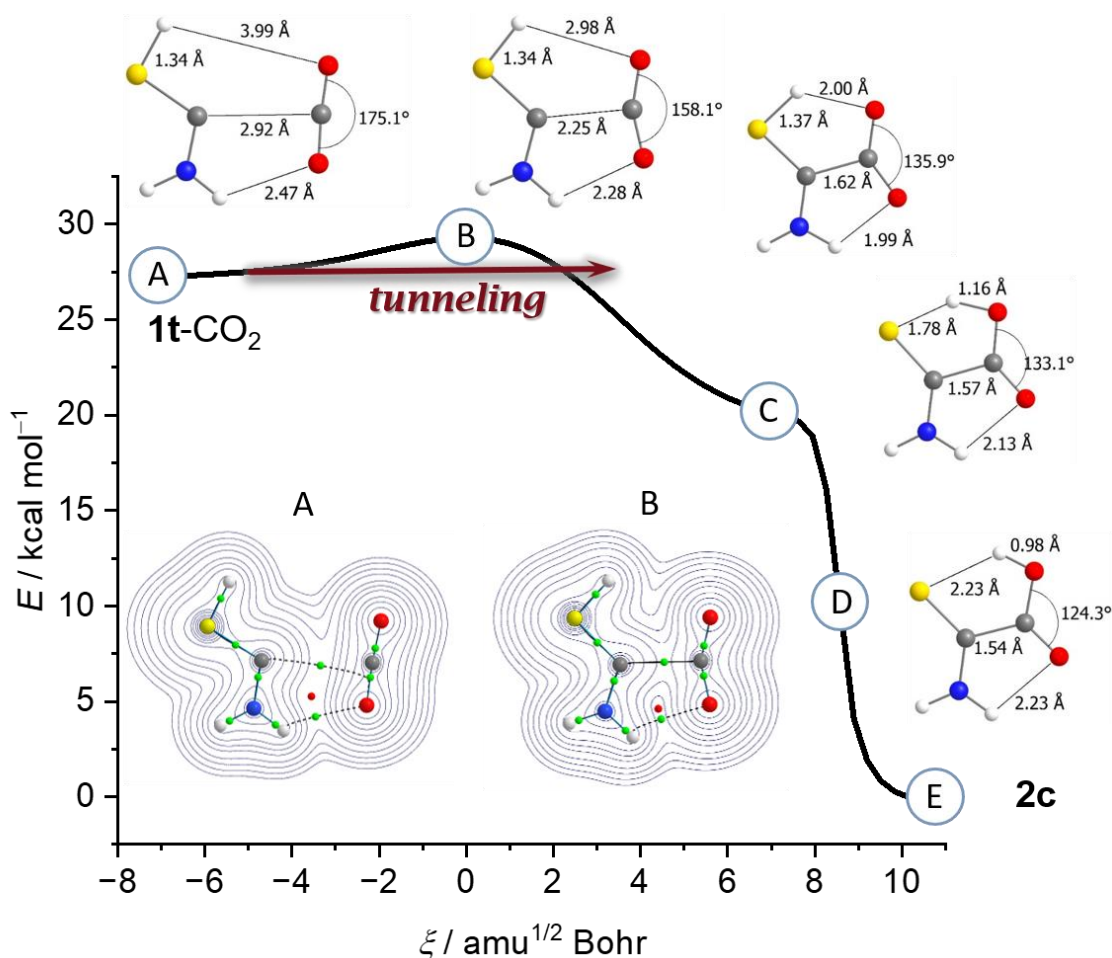 3.99 Å
1.34 Å
2.92 Å
175.1°
2.47 Å
2.98 Å
1.34 Å
2.25 Å
158.1°
2.28 Å
2.00 Å
1.37 Å
1.62 Å
135.9°
1.99 Å
1.16 Å
1.78 Å
1.57 Å
133.1°
2.13 Å
0.98 Å
2.23 Å
1.54 Å
124.3°
2.23 Å
30
25
20
15
10
5
0
E / kcal mol⁻¹
A
1t-CO₂
B
tunneling
C
D
E
2c
A
B
−8 −6 −4 −2 0 2 4 6 8 10
ξ / amu¹ᐟ² Bohr